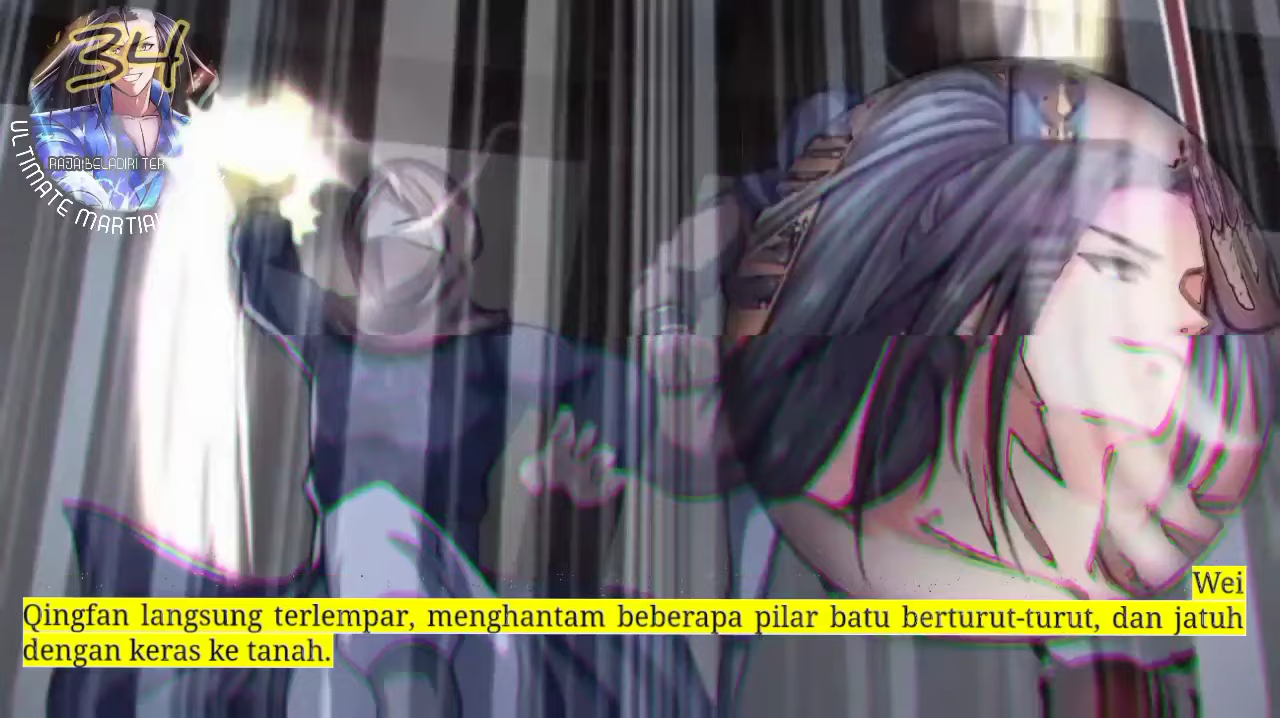 34
RAJA BELADIRI TER
ULTIMATE MARTIAL
Wei
Qingfan langsung terlempar, menghantam beberapa pilar batu berturut-turut, dan jatuh
dengan keras ke tanah.